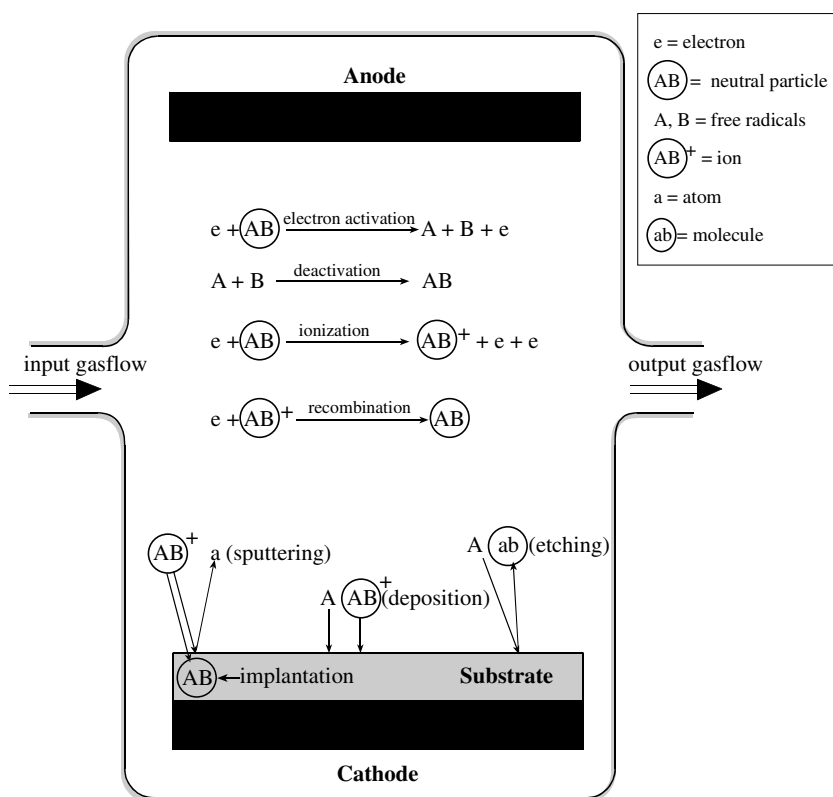 Anode
e = electron
AB = neutral particle
A, B = free radicals
AB+ = ion
a = atom
ab = molecule
e + AB electron activation A + B + e
A + B deactivation AB
e + AB ionization AB+ + e + e
e + AB+ recombination AB
input gasflow
output gasflow
AB+ a (sputtering)
A AB+ (deposition)
A ab (etching)
AB implantation
Substrate
Cathode